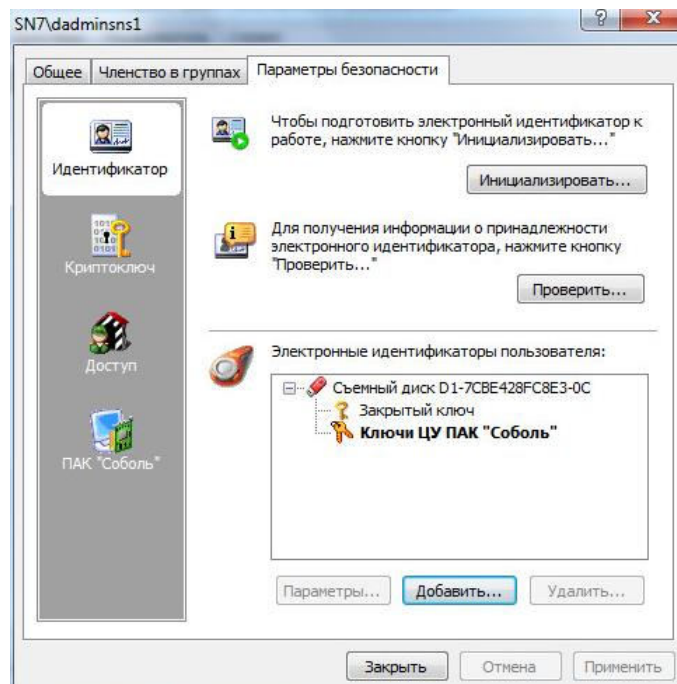 SN7\dadminsns1
Общее
Членство в группах
Параметры безопасности
Идентификатор
Криптоключ
Доступ
ПАК "Соболь"
Чтобы подготовить электронный идентификатор к
работе, нажмите кнопку "Инициализировать..."
Инициализировать...
Для получения информации о принадлежности
электронного идентификатора, нажмите кнопку
"Проверить..."
Проверить...
Электронные идентификаторы пользователя:
Съемный диск D1-7CBE428FC8E3-0C
Закрытый ключ
Ключи ЦУ ПАК "Соболь"
Параметры...
Добавить...
Удалить...
Закрыть
Отмена
Применить